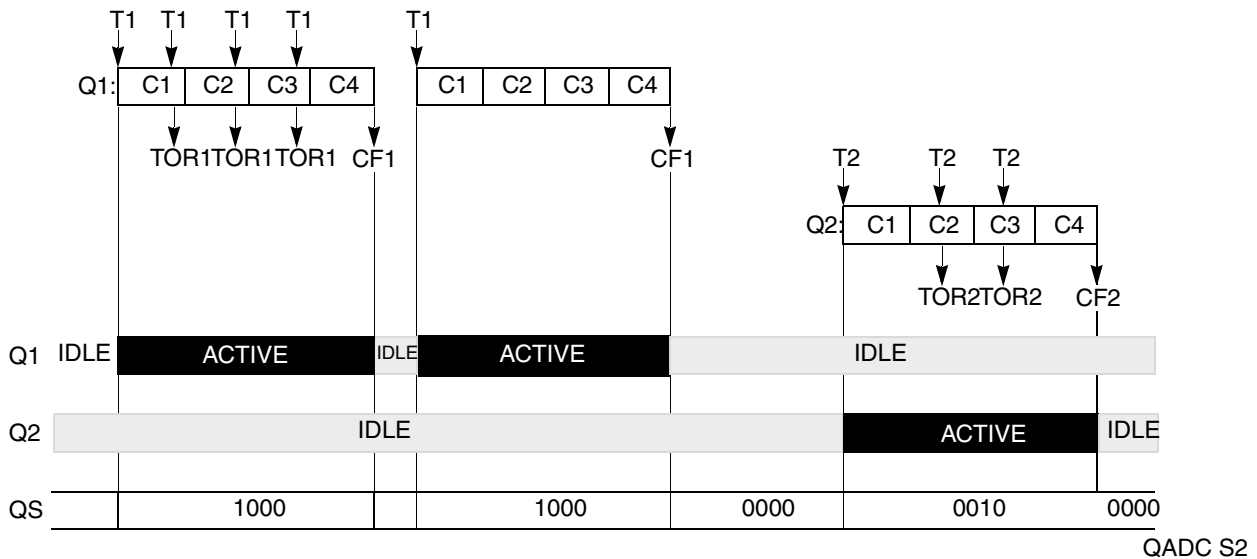 T1 T1 T1 T1 T1
Q1: C1 C2 C3 C4 C1 C2 C3 C4
TOR1 TOR1 TOR1 CF1 CF1
T2 T2 T2
Q2: C1 C2 C3 C4
TOR2 TOR2 CF2
Q1 IDLE ACTIVE IDLE ACTIVE IDLE
Q2 IDLE ACTIVE IDLE
QS 1000 1000 0000 0010 0000
QADC S2